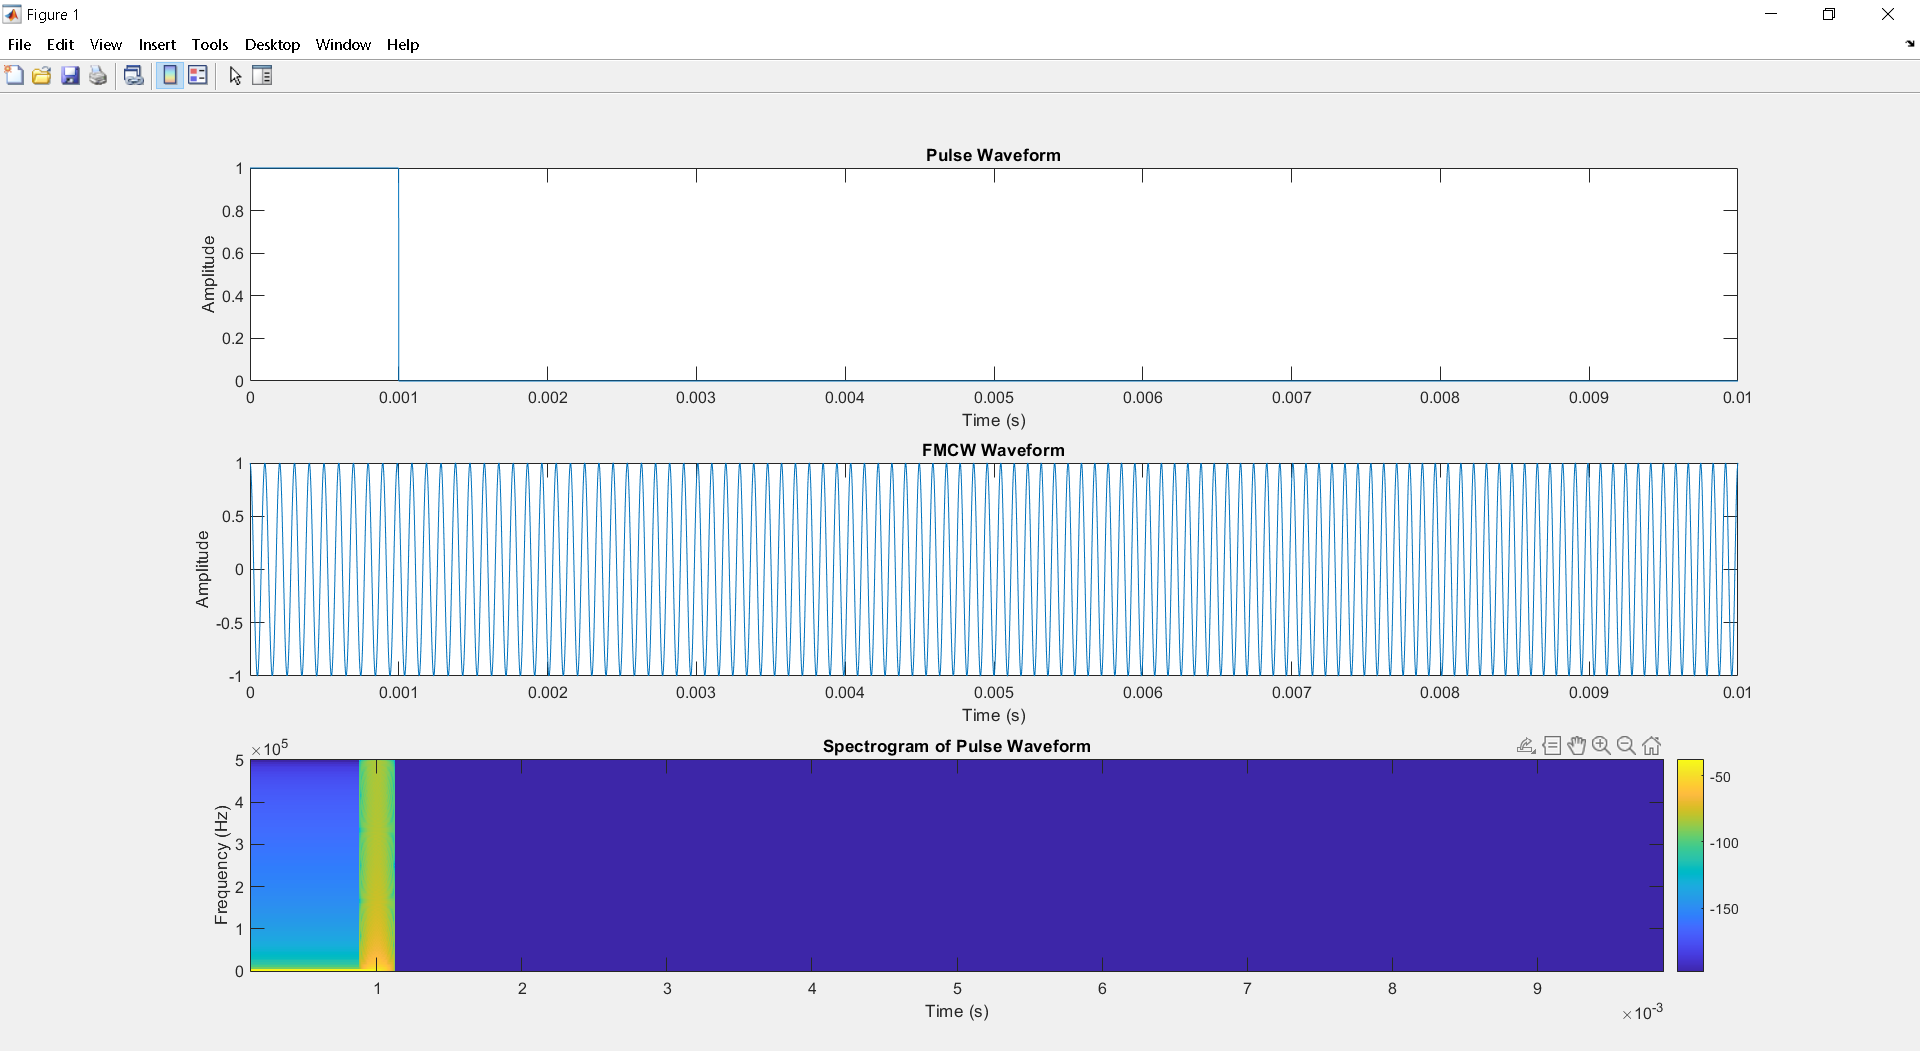 Figure 1
File Edit View Insert Tools Desktop Window Help
Pulse Waveform
Amplitude
1
0.8
0.6
0.4
0.2
0
0 0.001 0.002 0.003 0.004 0.005 0.006 0.007 0.008 0.009 0.01
Time (s)
FMCW Waveform
Amplitude
1
0.5
0
-0.5
-1
0 0.001 0.002 0.003 0.004 0.005 0.006 0.007 0.008 0.009 0.01
Time (s)
Spectrogram of Pulse Waveform
×10^5
Frequency (Hz)
5
4
3
2
1
0
1 2 3 4 5 6 7 8 9
Time (s)
×10^-3
-50
-100
-150